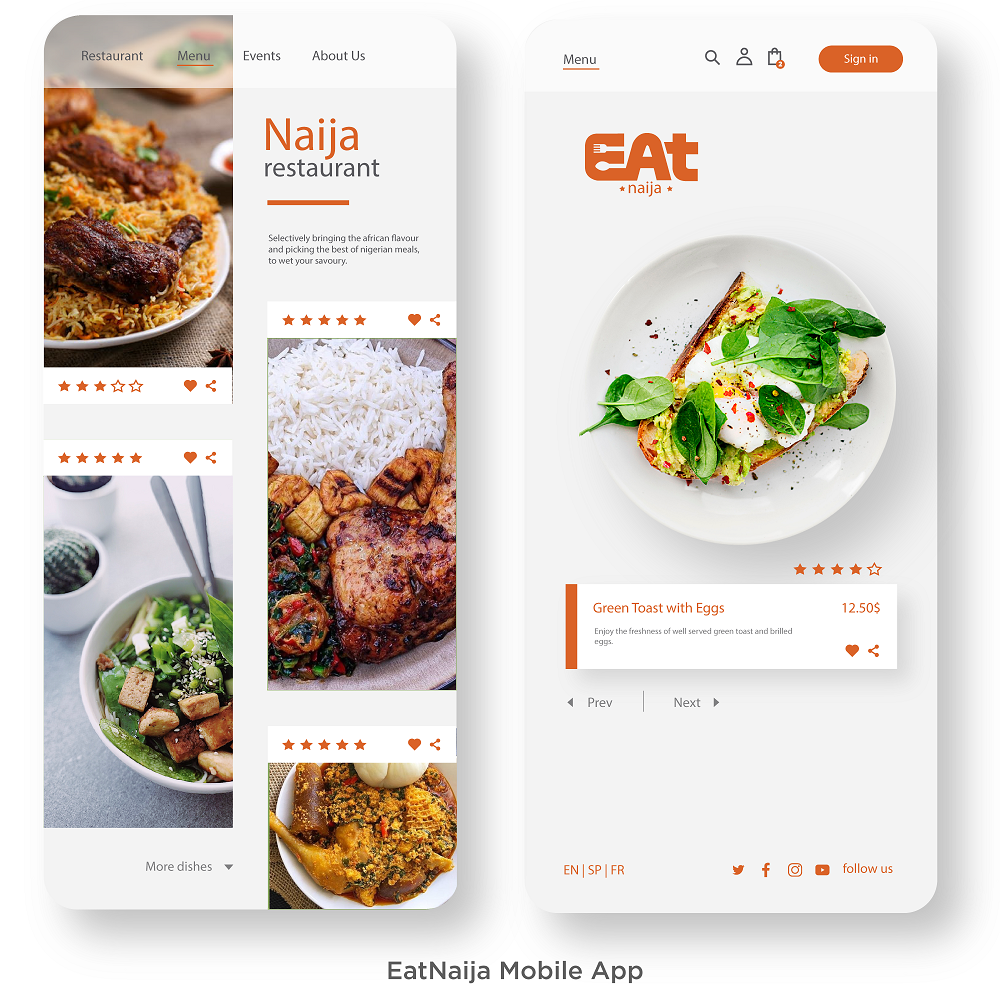 Restaurant Menu Events About Us
Naija
restaurant
Selectively bringing the african flavour
and picking the best of nigerian meals,
to wet your savoury.
More dishes
Menu
2
Sign in
EAt
naija
Green Toast with Eggs 12.50$
Enjoy the freshness of well served green toast and brilled
eggs.
Prev Next
EN | SP | FR
follow us
EatNaija Mobile App